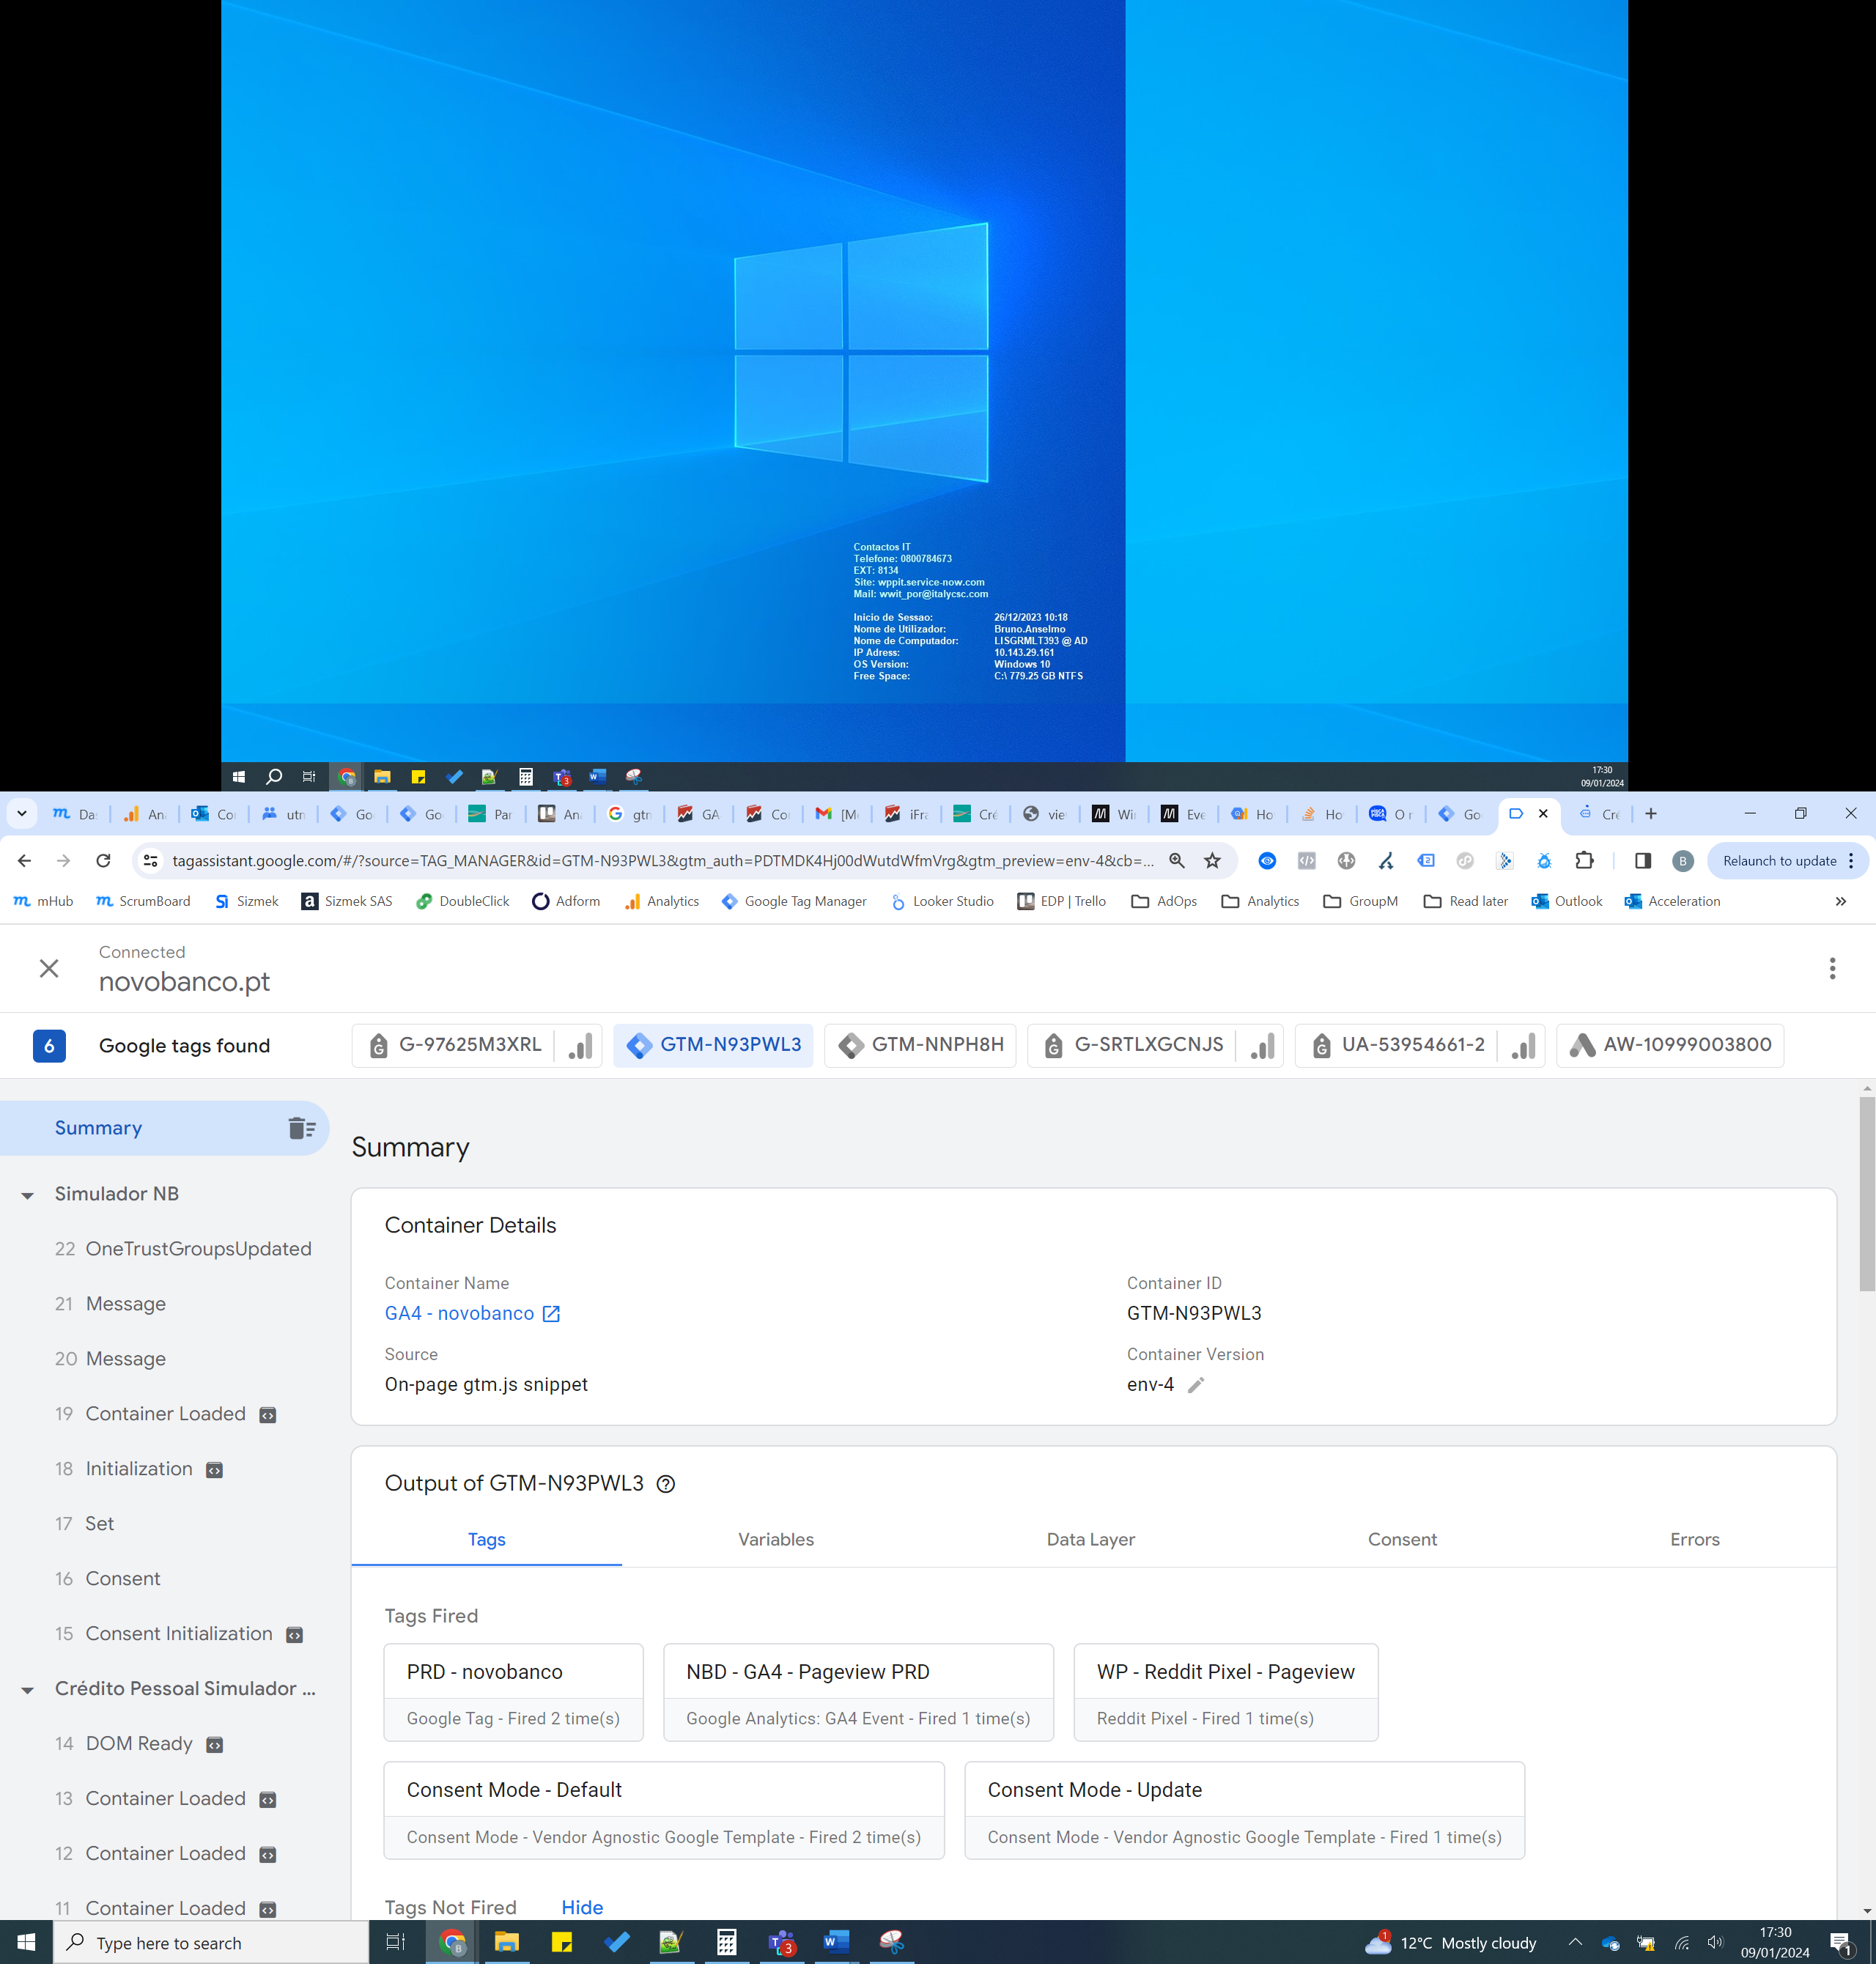 Contactos IT
Telefone: 0800784673
EXT: 8134
Site: wppit.service-now.com
Mail: wwit_por@italycsc.com
Inicio de Sessao: 26/12/2023 10:18
Nome de Utilizador: Bruno.Anselmo
Nome de Computador: LISGRMLT393 @ AD
IP Adress: 10.143.29.161
OS Version: Windows 10
Free Space: C:\ 779.25 GB NTFS
3
17:30
09/01/2024
Da An Co utn Go Go Par An gtn GA Co [M iFra Cré vie Wi Eve Ho Ho O r Go Cré
tagassistant.google.com/#/?source=TAG_MANAGER&id=GTM-N93PWL3&gtm_auth=PDTMDK4Hj00dWutdWfmVrg&gtm_preview=env-4&cb=...
2
B
Relaunch to update
mHub ScrumBoard Sizmek Sizmek SAS DoubleClick Adform Analytics Google Tag Manager Looker Studio EDP | Trello AdOps Analytics GroupM Read later Outlook Acceleration »
Connected
novobanco.pt
6 Google tags found G-97625M3XRL GTM-N93PWL3 GTM-NNPH8H G-SRTLXGCNJS UA-53954661-2 AW-10999003800
Summary
Simulador NB
22 OneTrustGroupsUpdated
21 Message
20 Message
19 Container Loaded
18 Initialization
17 Set
16 Consent
15 Consent Initialization
Crédito Pessoal Simulador ...
14 DOM Ready
13 Container Loaded
12 Container Loaded
11 Container Loaded
Summary
Container Details
Container Name
GA4 - novobanco
Container ID
GTM-N93PWL3
Source
On-page gtm.js snippet
Container Version
env-4
Output of GTM-N93PWL3
Tags Variables Data Layer Consent Errors
Tags Fired
PRD - novobanco
Google Tag - Fired 2 time(s)
NBD - GA4 - Pageview PRD
Google Analytics: GA4 Event - Fired 1 time(s)
WP - Reddit Pixel - Pageview
Reddit Pixel - Fired 1 time(s)
Consent Mode - Default
Consent Mode - Vendor Agnostic Google Template - Fired 2 time(s)
Consent Mode - Update
Consent Mode - Vendor Agnostic Google Template - Fired 1 time(s)
Tags Not Fired Hide
Type here to search
B
3
1
12°C Mostly cloudy
17:30
09/01/2024
1